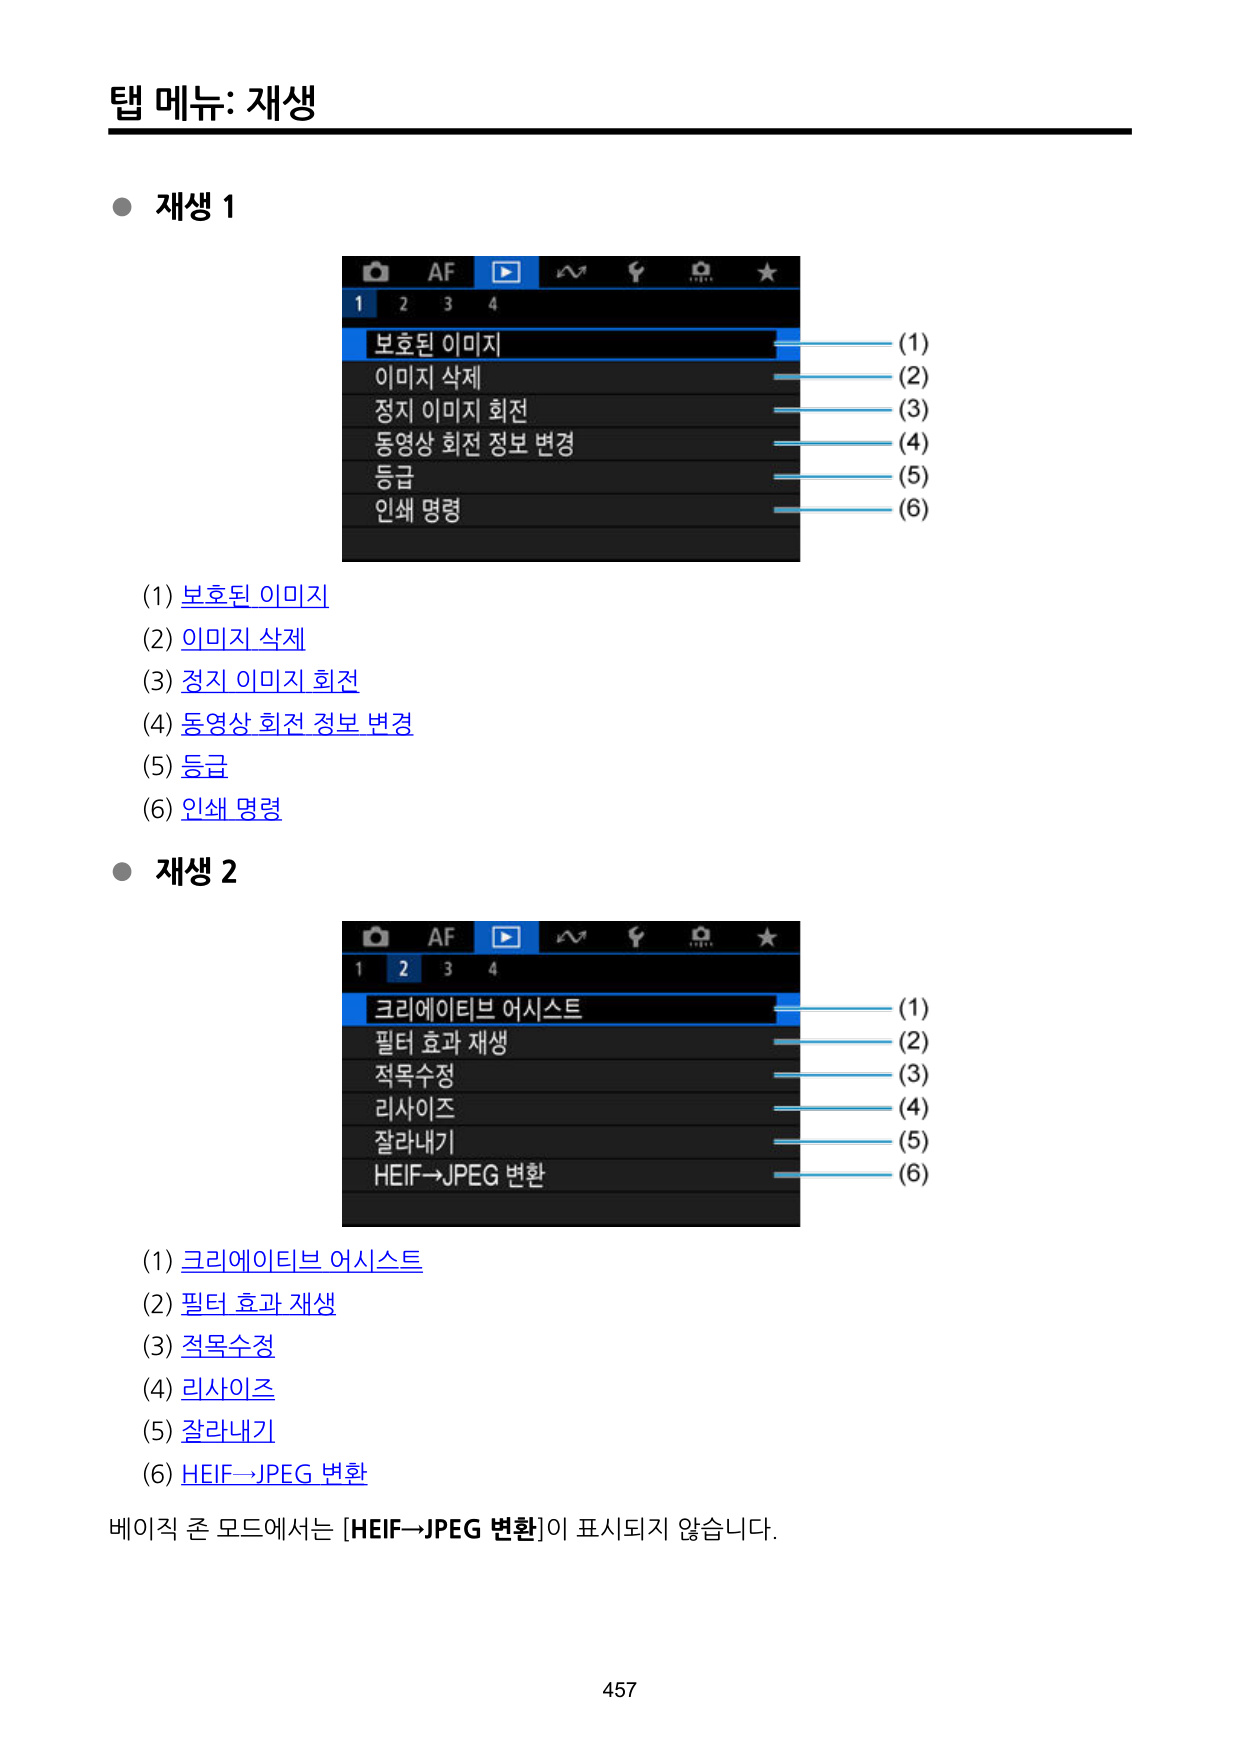 탭 메뉴: 재생
● 재생 1
AF
1 2 3 4
보호된 이미지 (1)
이미지 삭제 (2)
정지 이미지 회전 (3)
동영상 회전 정보 변경 (4)
등급 (5)
인쇄 명령 (6)
(1) 보호된 이미지
(2) 이미지 삭제
(3) 정지 이미지 회전
(4) 동영상 회전 정보 변경
(5) 등급
(6) 인쇄 명령
● 재생 2
AF
1 2 3 4
크리에이티브 어시스트 (1)
필터 효과 재생 (2)
적목수정 (3)
리사이즈 (4)
잘라내기 (5)
HEIF→JPEG 변환 (6)
(1) 크리에이티브 어시스트
(2) 필터 효과 재생
(3) 적목수정
(4) 리사이즈
(5) 잘라내기
(6) HEIF→JPEG 변환
베이직 존 모드에서는 [HEIF→JPEG 변환]이 표시되지 않습니다.
457